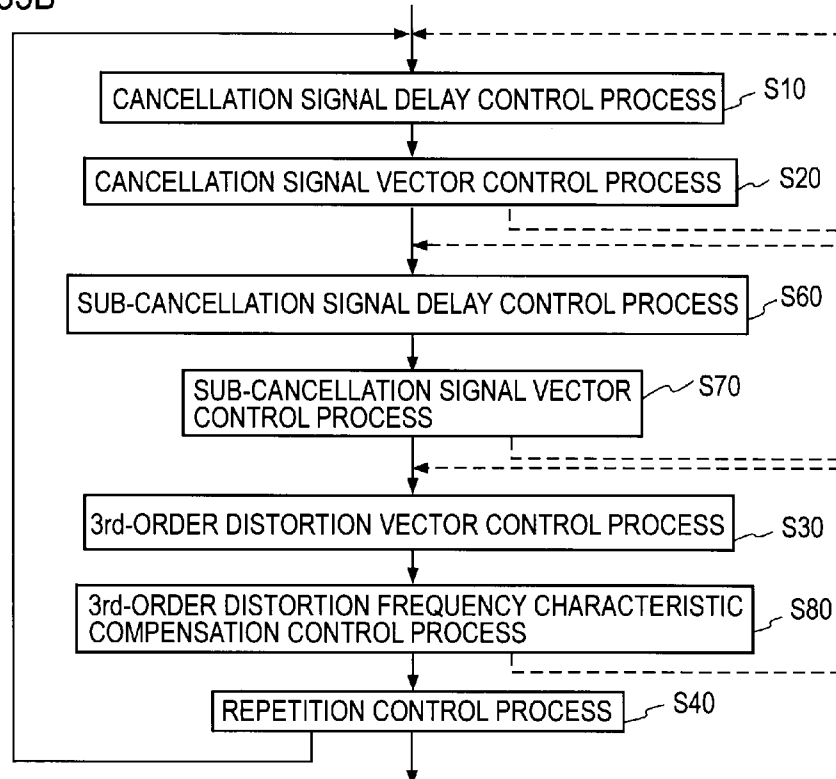 CANCELLATION SIGNAL DELAY CONTROL PROCESS
S10
CANCELLATION SIGNAL VECTOR CONTROL PROCESS
S20
SUB-CANCELLATION SIGNAL DELAY CONTROL PROCESS
S60
SUB-CANCELLATION SIGNAL VECTOR
CONTROL PROCESS
S70
3rd-ORDER DISTORTION VECTOR CONTROL PROCESS
S30
3rd-ORDER DISTORTION FREQUENCY CHARACTERISTIC
COMPENSATION CONTROL PROCESS
S80
REPETITION CONTROL PROCESS
S40